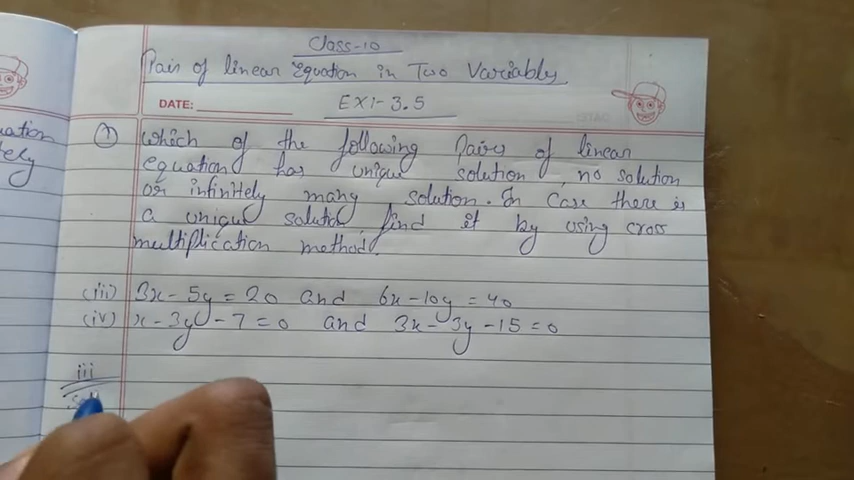 Class-10
Pair of linear Equation in Two Variably
DATE:
EX:- 3.5
uation
tely
① Which of the following Pairs of linear
equation has unique solution, no solution
or infinitely many solution. In Case there is
a unique solution find it by using cross
multiplication method.
(iii) 3x - 5y = 20 and 6x - 10y = 40
(iv) x - 3y - 7 = 0 and 3x - 3y - 15 = 0
iii